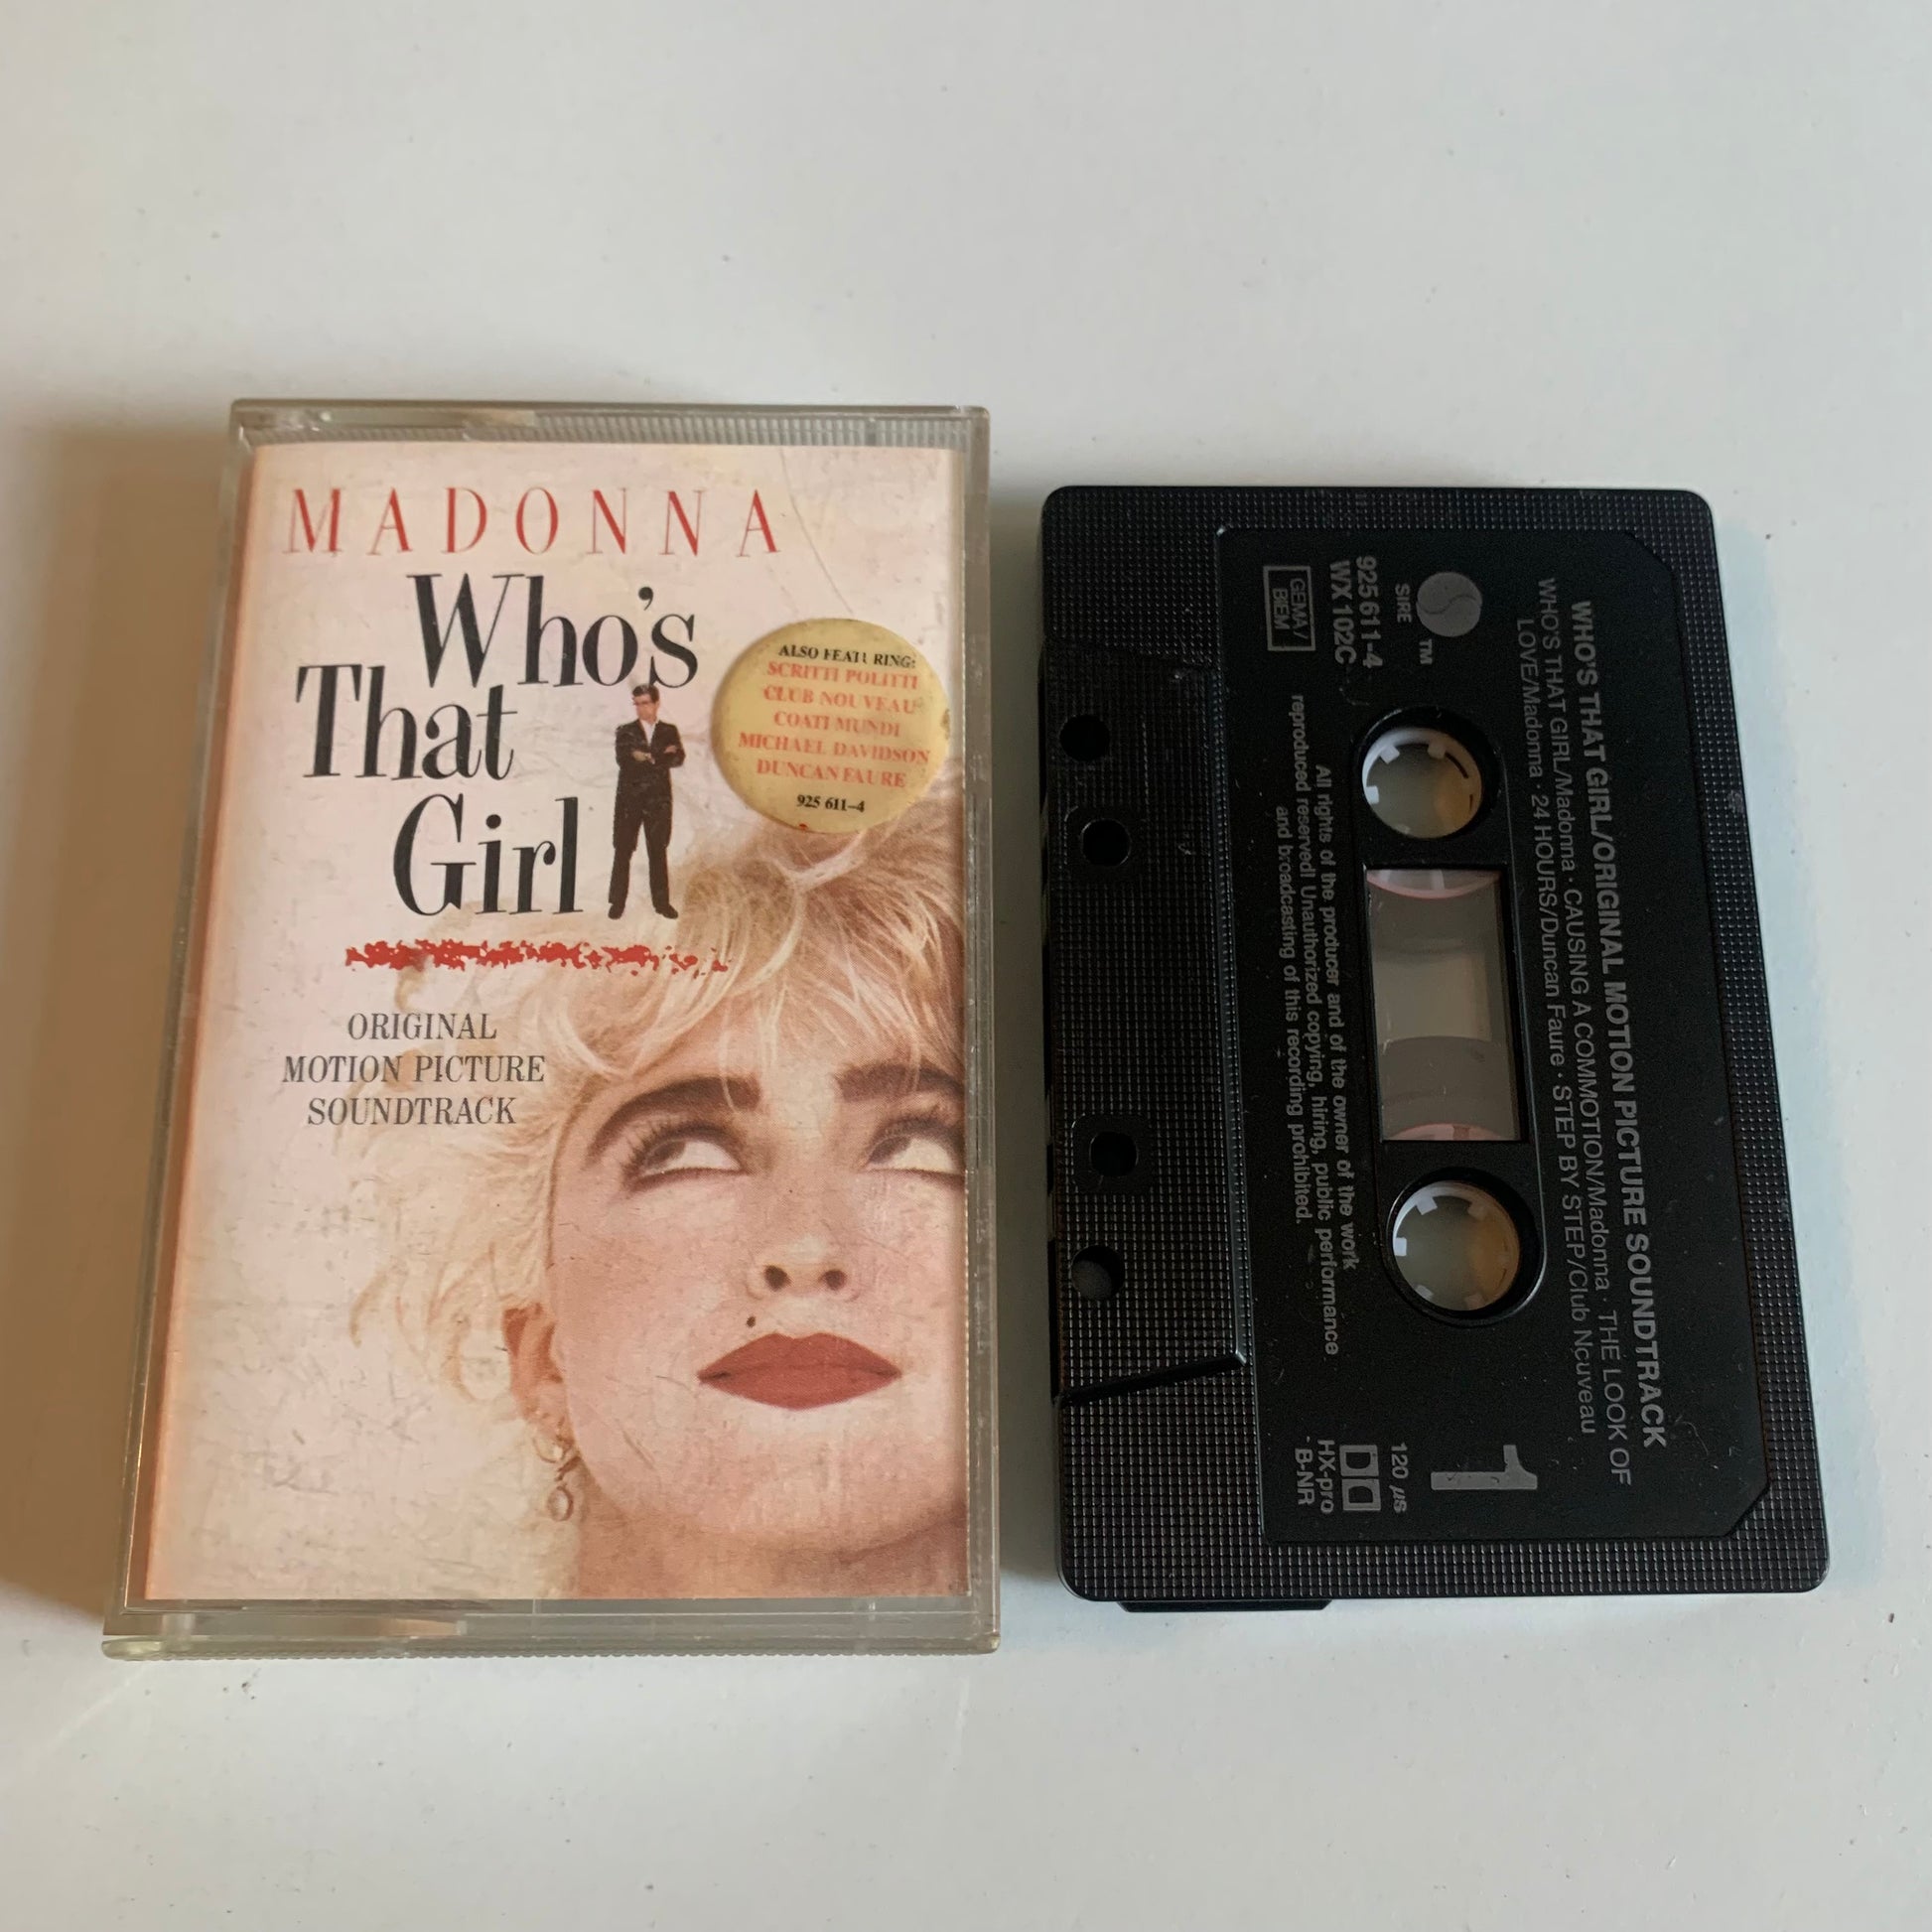 MADONNA
Who's
That
Girl
ALSO FEATURING:
SCRITTI POLITTI
CLUB NOUVEAU
COATI MUNDI
MICHAEL DAVIDSON
DUNCAN FAURE
925 611-4
ORIGINAL
MOTION PICTURE
SOUNDTRACK
WHO'S THAT GIRL/ORIGINAL MOTION PICTURE SOUNDTRACK
WHO'S THAT GIRL/Madonna · CAUSING A COMMOTION/Madonna · THE LOOK OF
LOVE/Madonna · 24 HOURS/Duncan Faure · STEP BY STEP/Club Nouveau
TM
SIRE
925 611-4
WX 102C
GEMA/
BIEM
1
120 µs
HX-pro
B-NR
All rights of the producer and of the owner of the work
reproduced reserved! Unauthorized copying, hiring, public performance
and broadcasting of this recording prohibited.